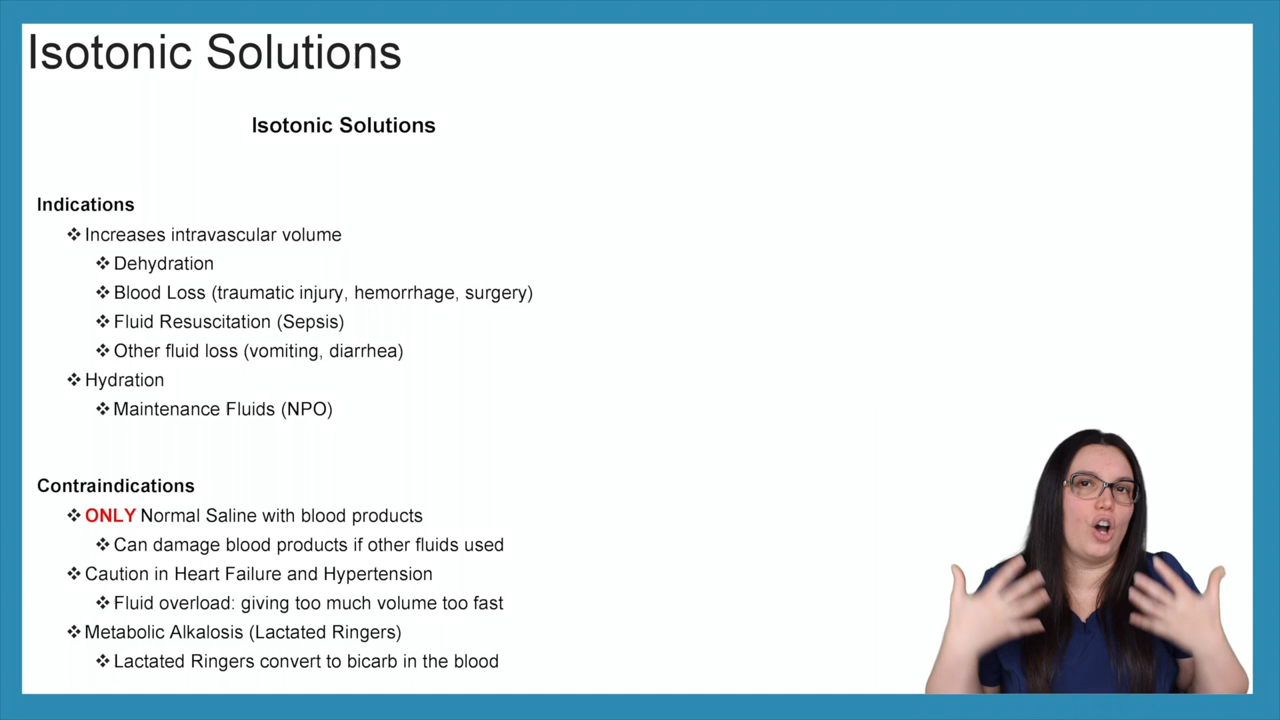 Isotonic Solutions
Isotonic Solutions
Indications
❖ Increases intravascular volume
❖ Dehydration
❖ Blood Loss (traumatic injury, hemorrhage, surgery)
❖ Fluid Resuscitation (Sepsis)
❖ Other fluid loss (vomiting, diarrhea)
❖ Hydration
❖ Maintenance Fluids (NPO)
Contraindications
❖ ONLY Normal Saline with blood products
❖ Can damage blood products if other fluids used
❖ Caution in Heart Failure and Hypertension
❖ Fluid overload: giving too much volume too fast
❖ Metabolic Alkalosis (Lactated Ringers)
❖ Lactated Ringers convert to bicarb in the blood